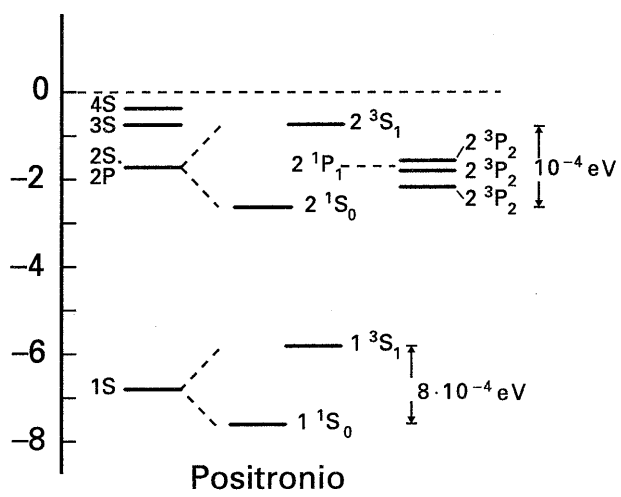 0
4S
3S
2 ³S₁
2S.
2P
2 ¹P₁
2 ³P₂
2 ³P₂
2 ³P₂
10⁻⁴ eV
–2
2 ¹S₀
–4
–6
1 ³S₁
1S
8·10⁻⁴ eV
1 ¹S₀
–8
Positronio